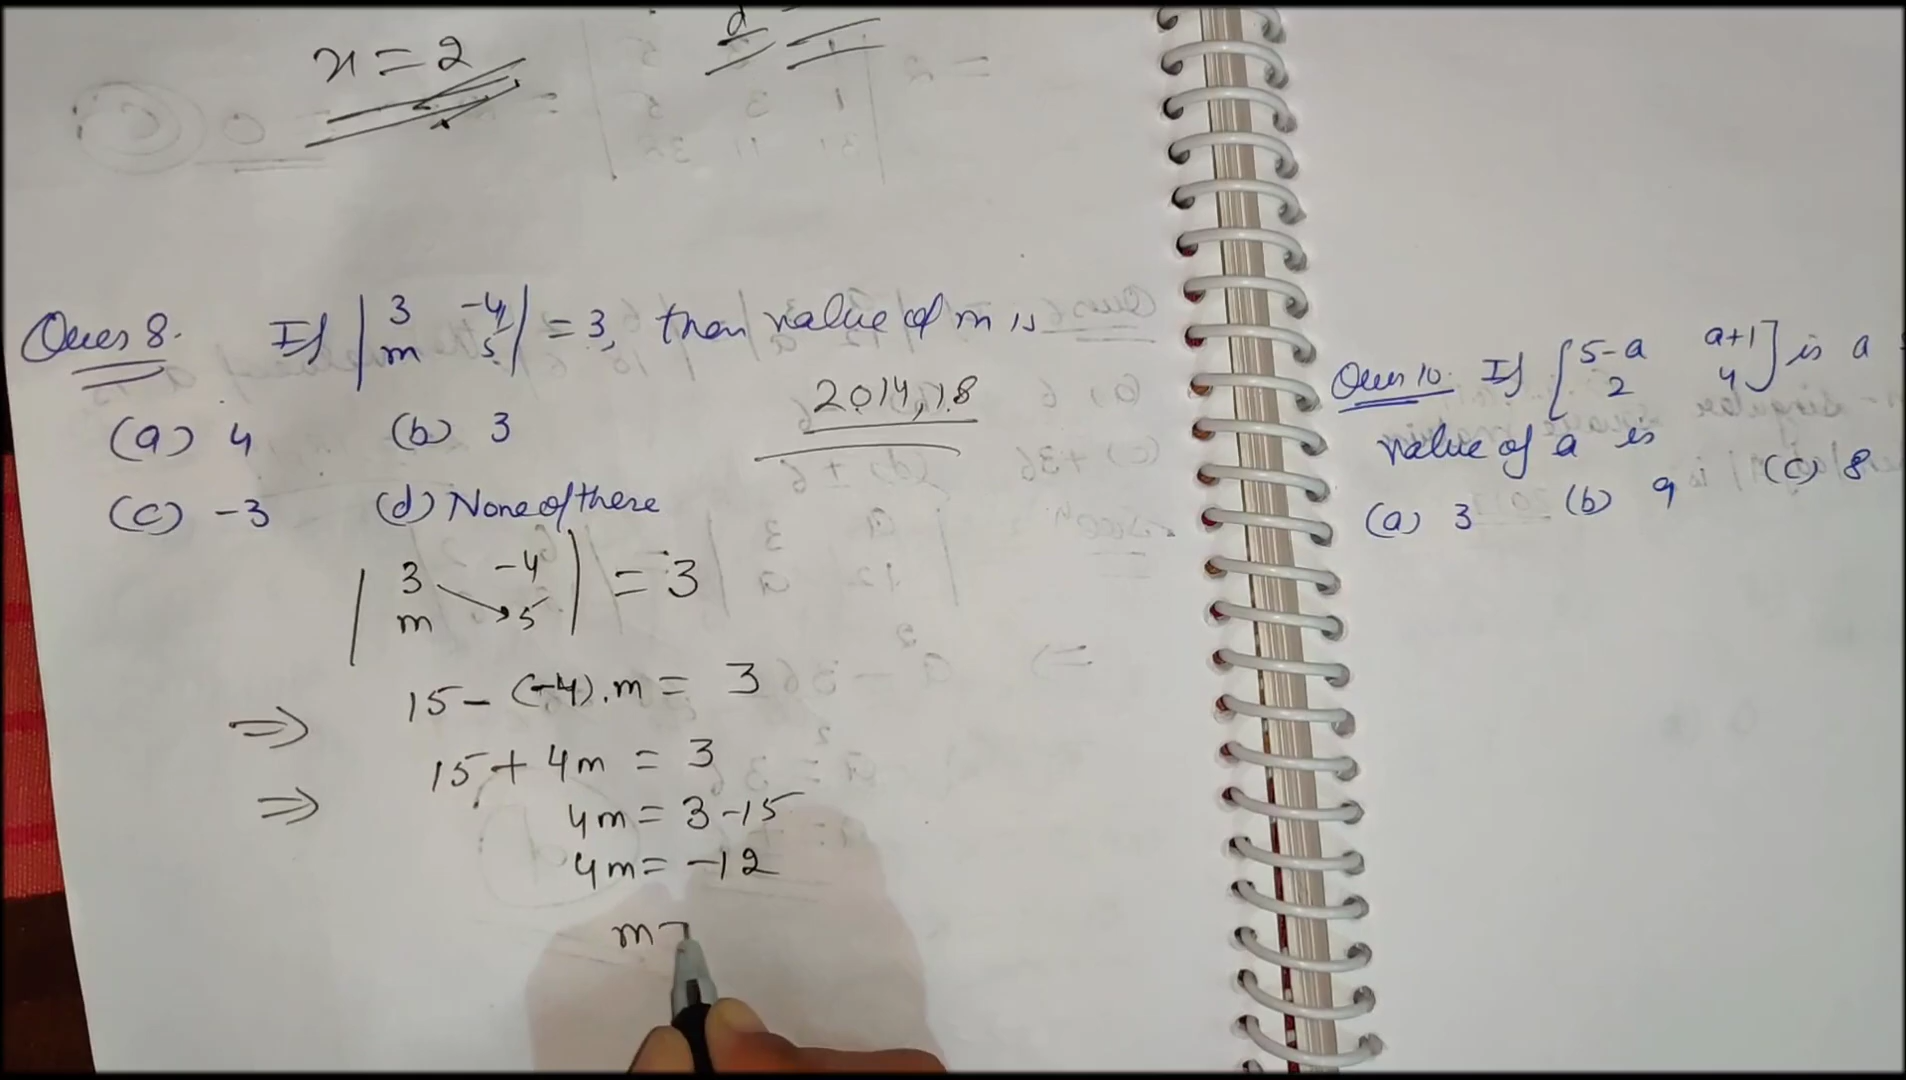 x=2
Ques 8. If | 3 -4 | = 3, then value of m is
| m 5 |
2014, 18
(a) 4 (b) 3
(c) -3 (d) None of there
| 3 -4 | = 3
| m 5 |
⇒ 15 - (-4).m = 3
⇒ 15 + 4m = 3
4m = 3 - 15
4m = -12
m
Ques 10. If [ 5-a a+1 ] is a
[ 2 4 ]
value of a is
(a) 3 (b) 9 (c) 8